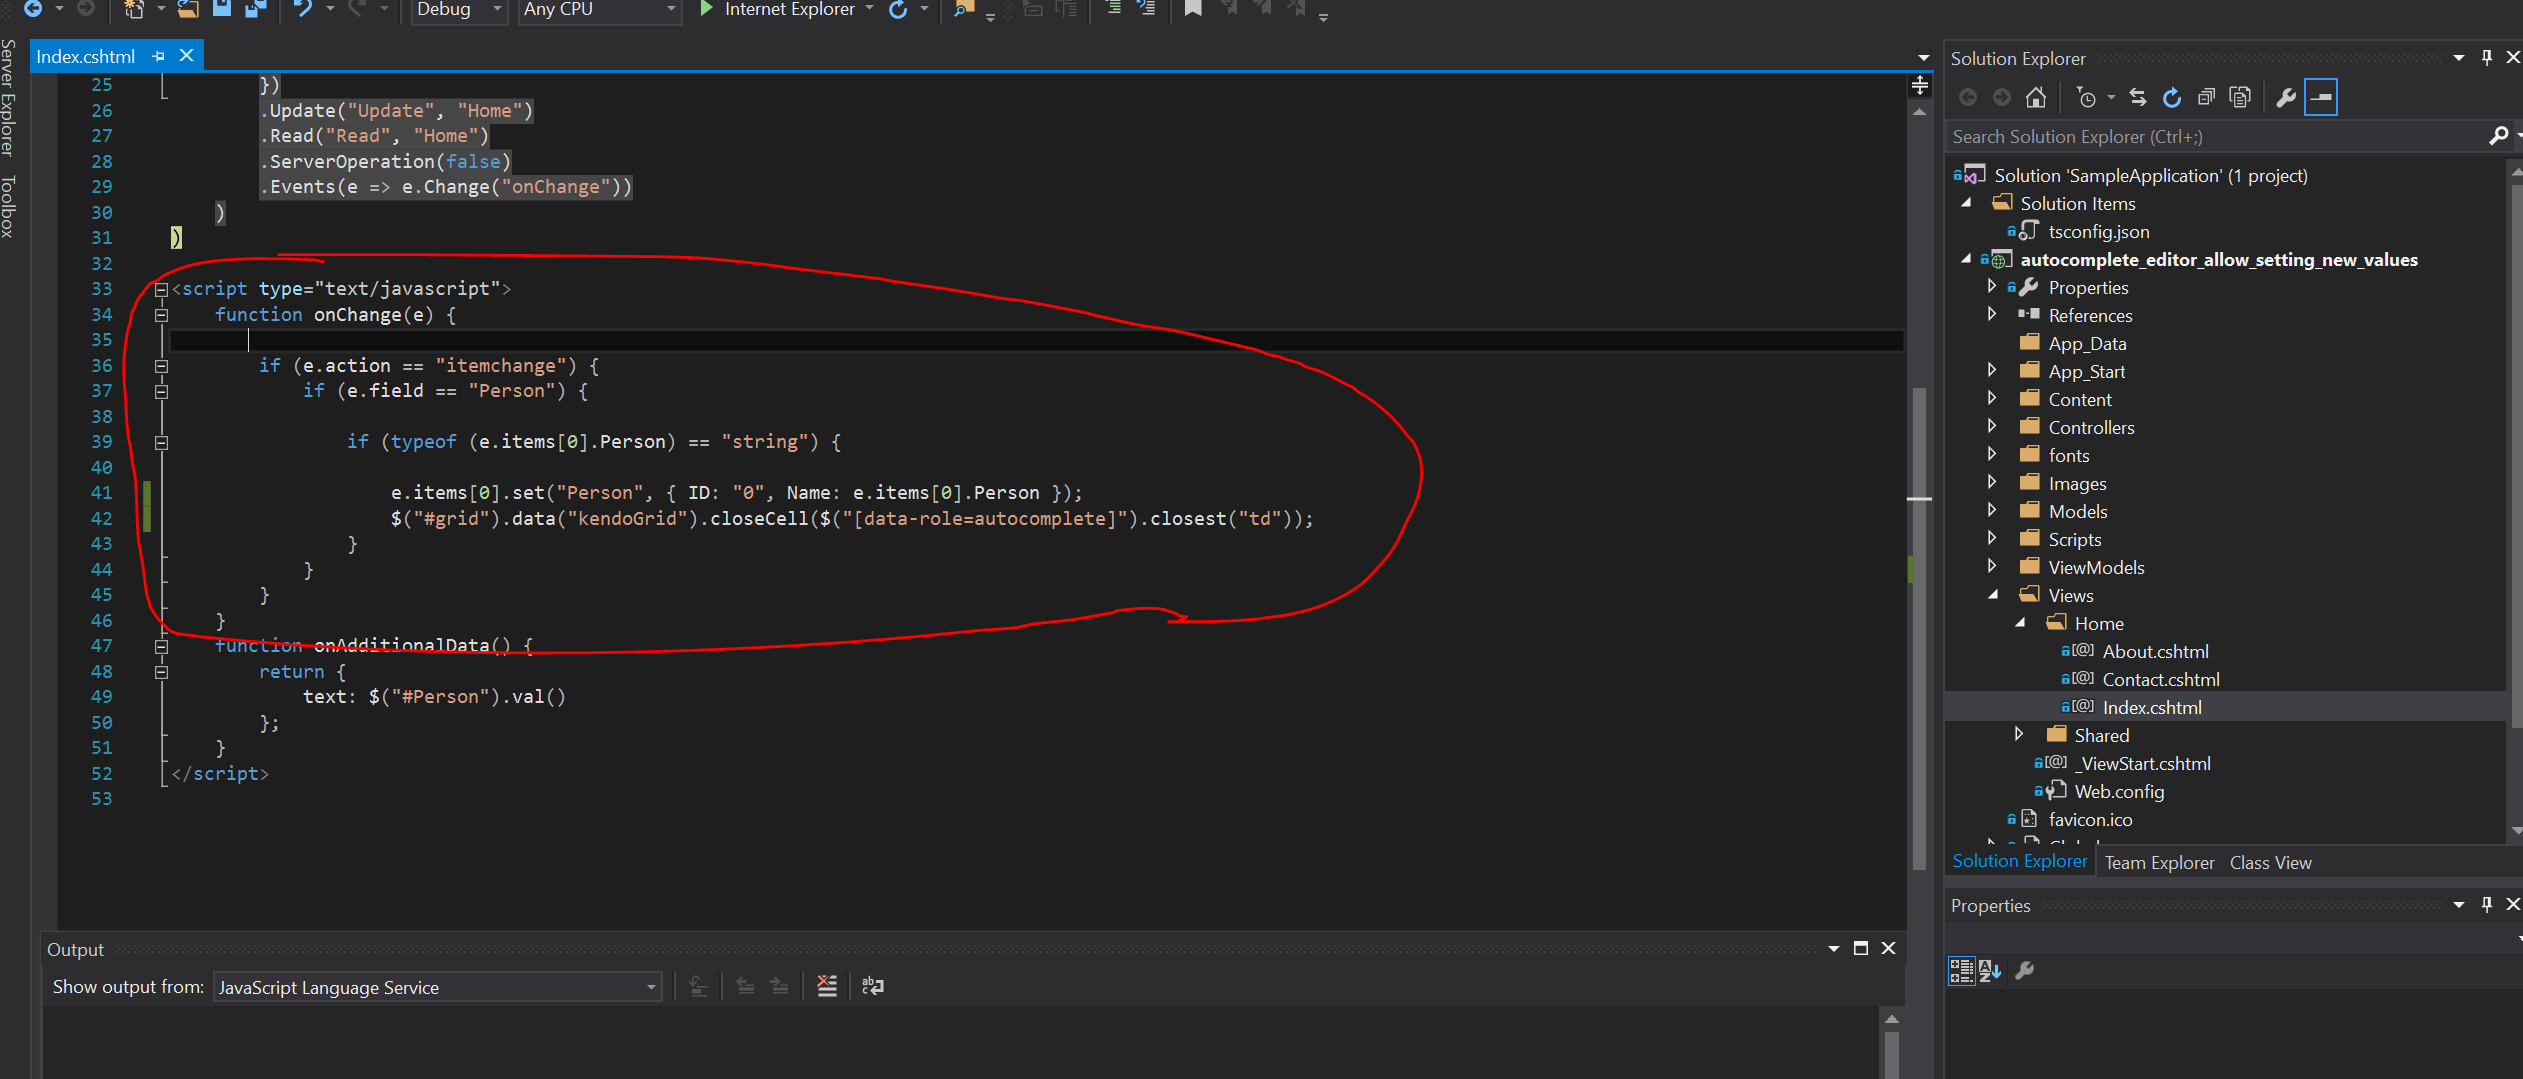 Debug
Any CPU
Internet Explorer
Server Explorer
Toolbox
Index.cshtml
25 })
26 .Update("Update", "Home")
27 .Read("Read", "Home")
28 .ServerOperation(false)
29 .Events(e => e.Change("onChange"))
30 )
31 )
32
33 <script type="text/javascript">
34 function onChange(e) {
35
36 if (e.action == "itemchange") {
37 if (e.field == "Person") {
38
39 if (typeof (e.items[0].Person) == "string") {
40
41 e.items[0].set("Person", { ID: "0", Name: e.items[0].Person });
42 $("#grid").data("kendoGrid").closeCell($("[data-role=autocomplete]").closest("td"));
43 }
44 }
45 }
46 }
47 function onAdditionalData() {
48 return {
49 text: $("#Person").val()
50 };
51 }
52 </script>
53
Output
Show output from: JavaScript Language Service
Solution Explorer
Search Solution Explorer (Ctrl+;)
Solution 'SampleApplication' (1 project)
Solution Items
tsconfig.json
autocomplete_editor_allow_setting_new_values
Properties
References
App_Data
App_Start
Content
Controllers
fonts
Images
Models
Scripts
ViewModels
Views
Home
About.cshtml
Contact.cshtml
Index.cshtml
Shared
_ViewStart.cshtml
Web.config
favicon.ico
Solution Explorer Team Explorer Class View
Properties